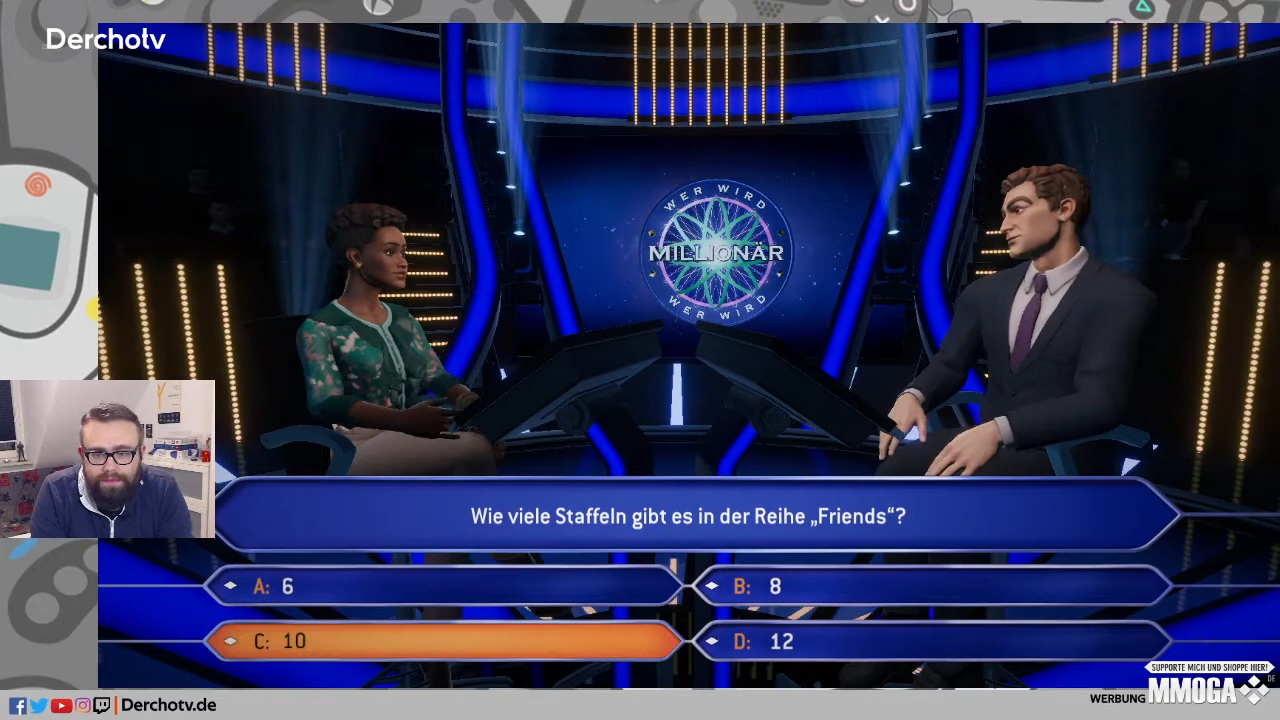 Derchotv
WER WIRD
MILLIONÄR
WER WIRD
Wie viele Staffeln gibt es in der Reihe „Friends“?
A: 6
B: 8
C: 10
D: 12
SUPPORTE MICH UND SHOPPE HIER!
WERBUNG MMOGA DE
Derchotv.de